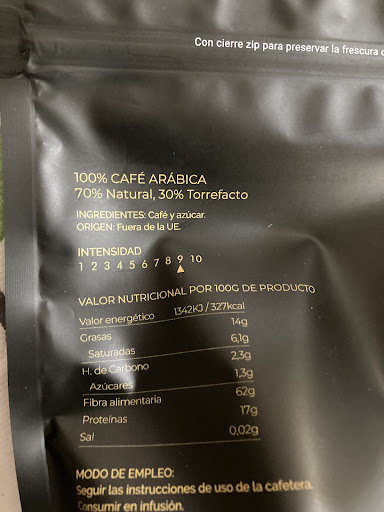 Con cierre zip para preservar la frescura
100% CAFÉ ARÁBICA
70% Natural, 30% Torrefacto
INGREDIENTES: Café y azúcar.
ORIGEN: Fuera de la UE.
INTENSIDAD
1 2 3 4 5 6 7 8 9 10
VALOR NUTRICIONAL POR 100G DE PRODUCTO
Valor energético 1342KJ / 327kcal
Grasas 14g
Saturadas 6,1g
H. de Carbono 2,3g
Azúcares 1,3g
Fibra alimentaria 62g
Proteínas 17g
Sal 0,02g
MODO DE EMPLEO:
Seguir las instrucciones de uso de la cafetera.
Consumir en infusión.